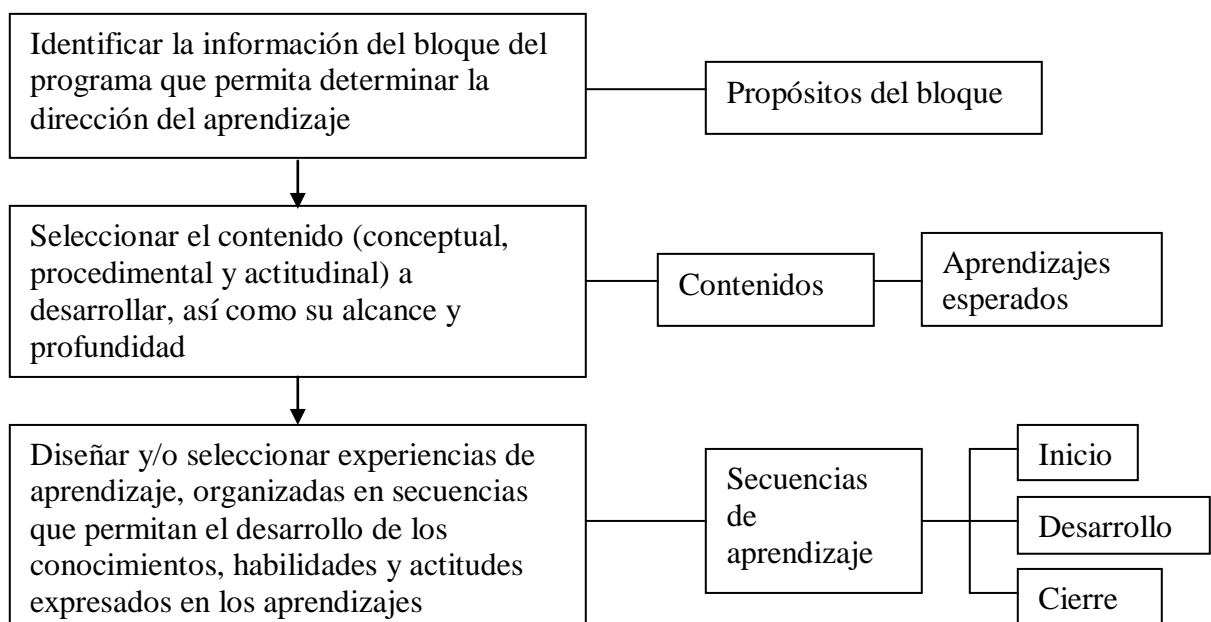 Identificar la información del bloque del
programa que permita determinar la
dirección del aprendizaje
Propósitos del bloque
Seleccionar el contenido (conceptual,
procedimental y actitudinal) a
desarrollar, así como su alcance y
profundidad
Contenidos
Aprendizajes
esperados
Diseñar y/o seleccionar experiencias de
aprendizaje, organizadas en secuencias
que permitan el desarrollo de los
conocimientos, habilidades y actitudes
expresados en los aprendizajes
Secuencias
de
aprendizaje
Inicio
Desarrollo
Cierre